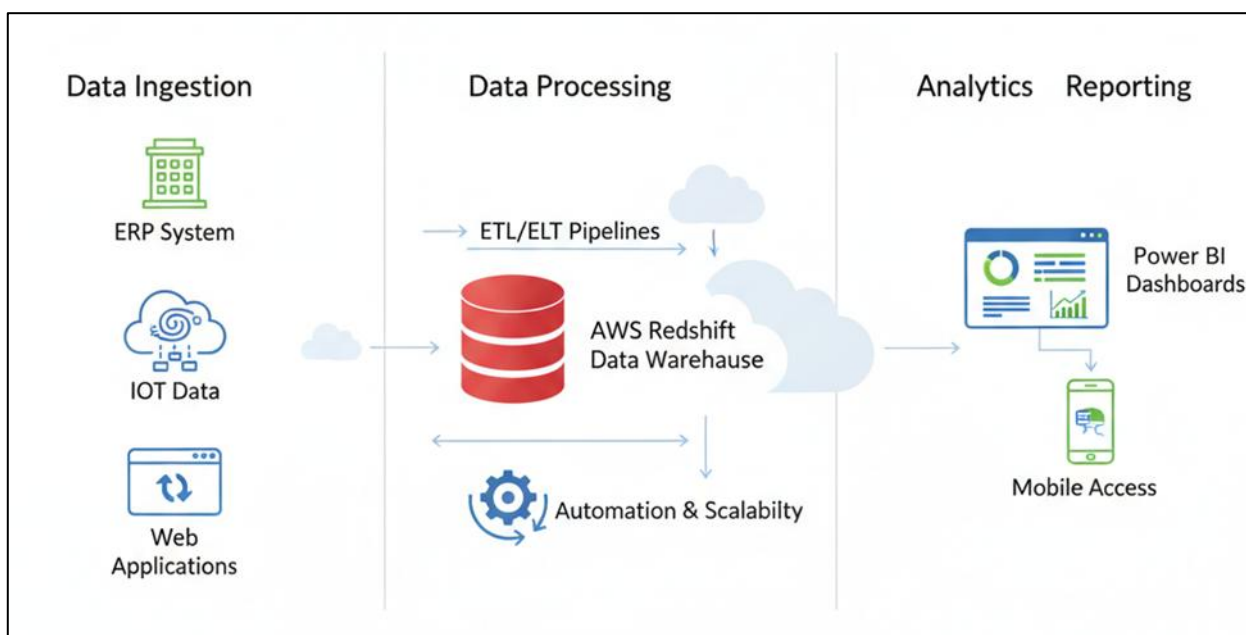 Data Ingestion
ERP System
IOT Data
Web
Applications
Data Processing
ETL/ELT Pipelines
AWS Redshift
Data Warehause
Automation & Scalabilty
Analytics Reporting
Power BI
Dashboards
Mobile Access